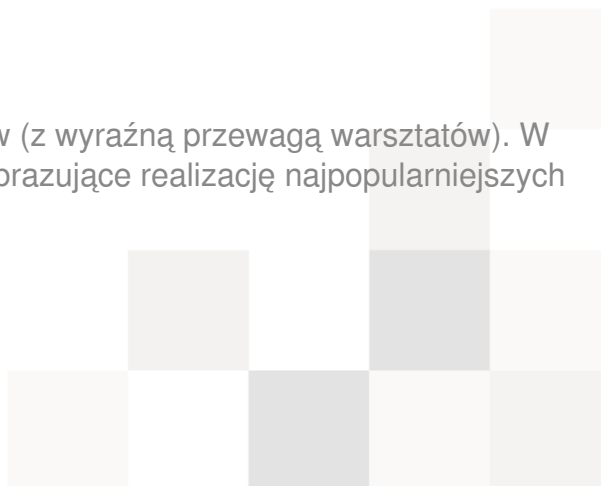 w (z wyraźną przewagą warsztatów). W
brazujące realizację najpopularniejszych